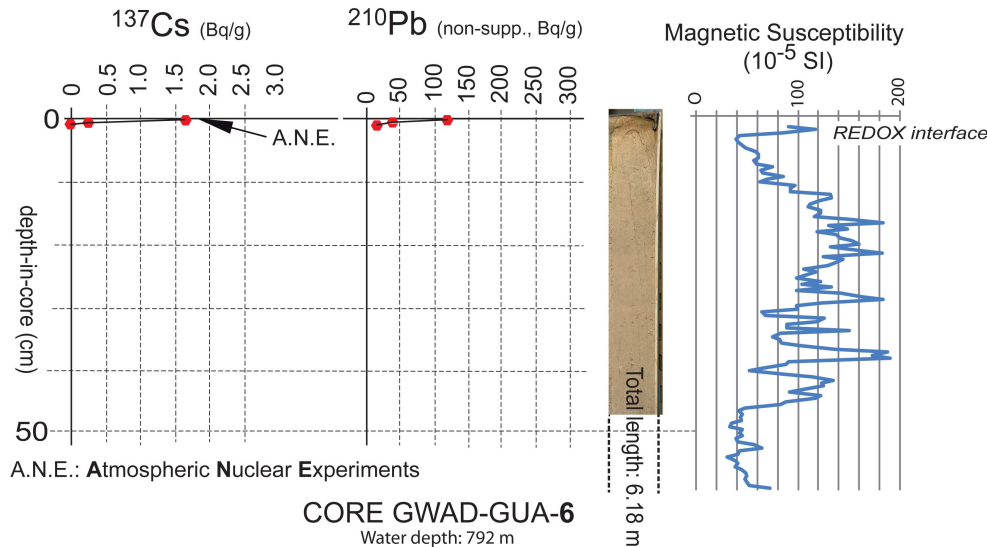 ¹³⁷Cs (Bq/g)
0
0.5
1.0
1.5
2.0
2.5
3.0
²¹⁰Pb (non-supp., Bq/g)
0
50
100
150
200
250
300
Magnetic Susceptibility
(10⁻⁵ SI)
0
100
200
0
A.N.E.
REDOX interface
depth-in-core (cm)
50
Total length: 6.18 m
A.N.E.: Atmospheric Nuclear Experiments
CORE GWAD-GUA-6
Water depth: 792 m